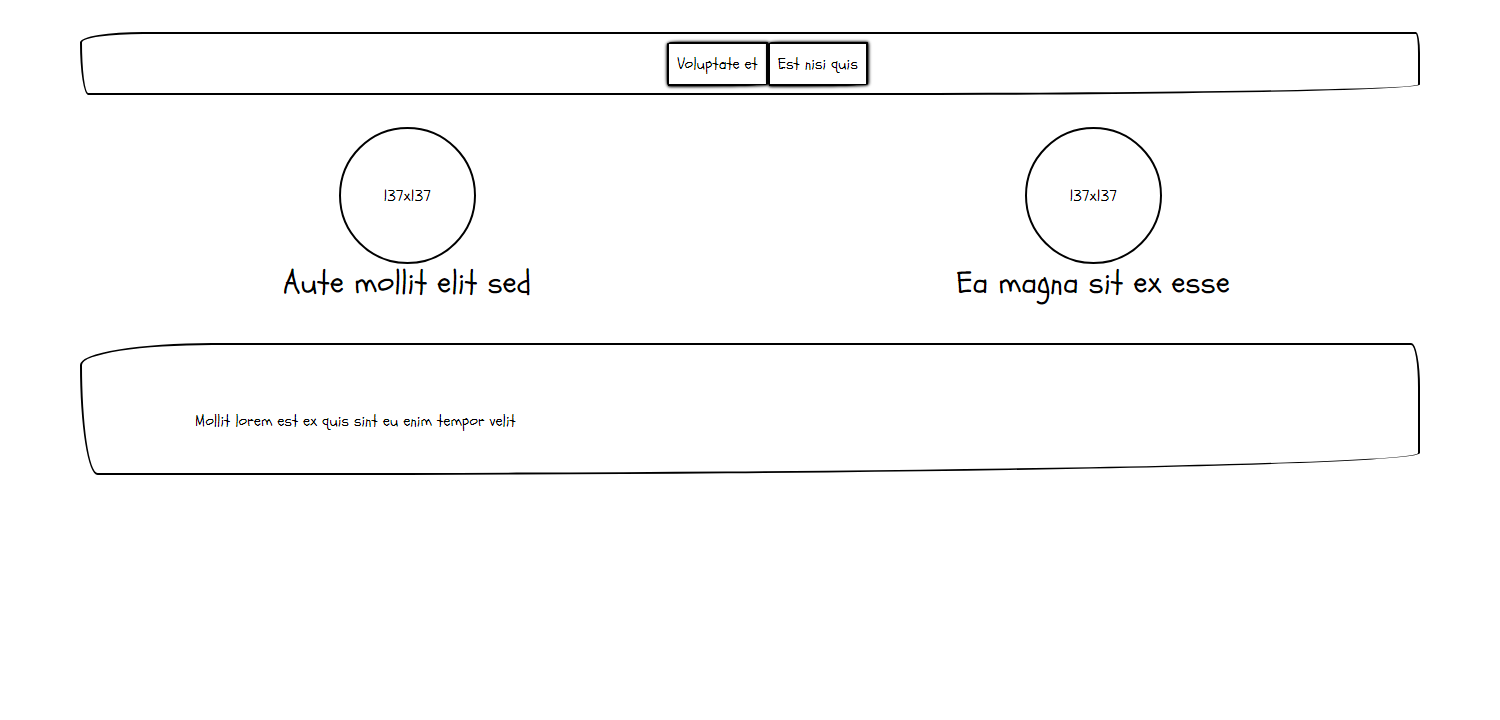 Voluptate et Est nisi quis
137x137 137x137
Aute mollit elit sed Ea magna sit ex esse
Mollit lorem est ex quis sint eu enim tempor velit